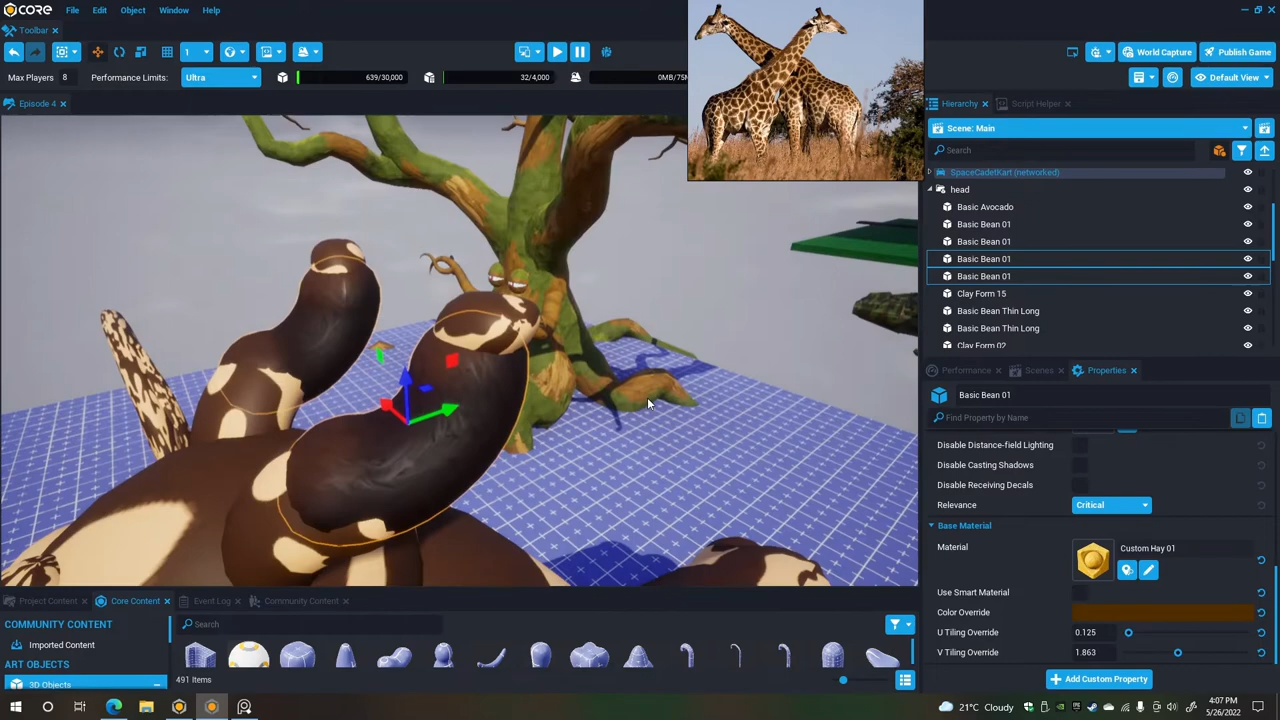 CORE File Edit Object Window Help
Toolbar
1
World Capture Publish Game
Max Players 8 Performance Limits: Ultra 639/30,000 32/4,000 0MB/75M
Default View
Episode 4
Hierarchy Script Helper
Scene: Main
Search
SpaceCadetKart (networked)
head
Basic Avocado
Basic Bean 01
Basic Bean 01
Basic Bean 01
Basic Bean 01
Clay Form 15
Basic Bean Thin Long
Basic Bean Thin Long
Clay Form 02
Performance Scenes Properties
Basic Bean 01
Find Property by Name
Disable Distance-field Lighting
Disable Casting Shadows
Disable Receiving Decals
Relevance Critical
Base Material
Material Custom Hay 01
Use Smart Material
Color Override
U Tiling Override 0.125
V Tiling Override 1.863
Add Custom Property
Project Content Core Content Event Log Community Content
COMMUNITY CONTENT
Search
Imported Content
ART OBJECTS
3D Objects
491 Items
21°C Cloudy
4:07 PM
5/26/2022